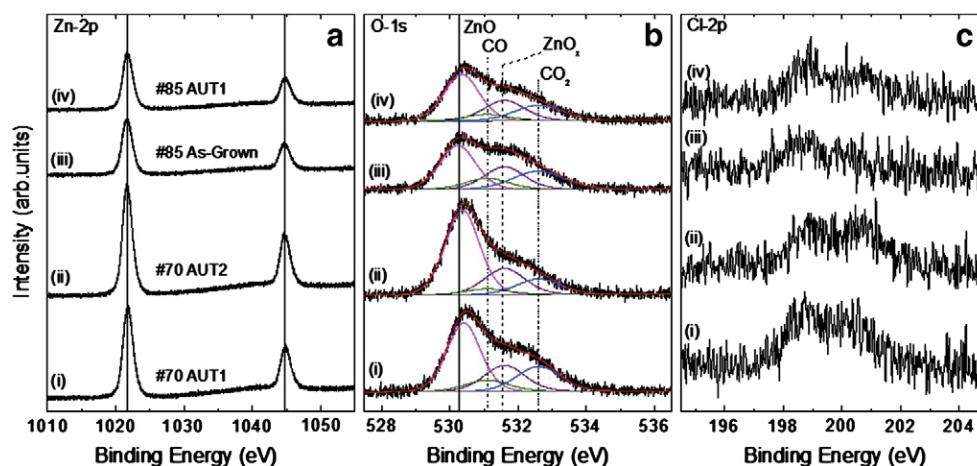 Zn-2p
a
(iv)
#85 AUT1
(iii)
#85 As-Grown
(ii)
#70 AUT2
(i)
#70 AUT1
Intensity (arb.units)
1010 1020 1030 1040 1050
Binding Energy (eV)
O-1s
b
ZnO
CO
ZnOx
CO2
(iv)
(iii)
(ii)
(i)
528 530 532 534 536
Binding Energy (eV)
Cl-2p
c
(iv)
(iii)
(ii)
(i)
196 198 200 202 204
Binding Energy (eV)